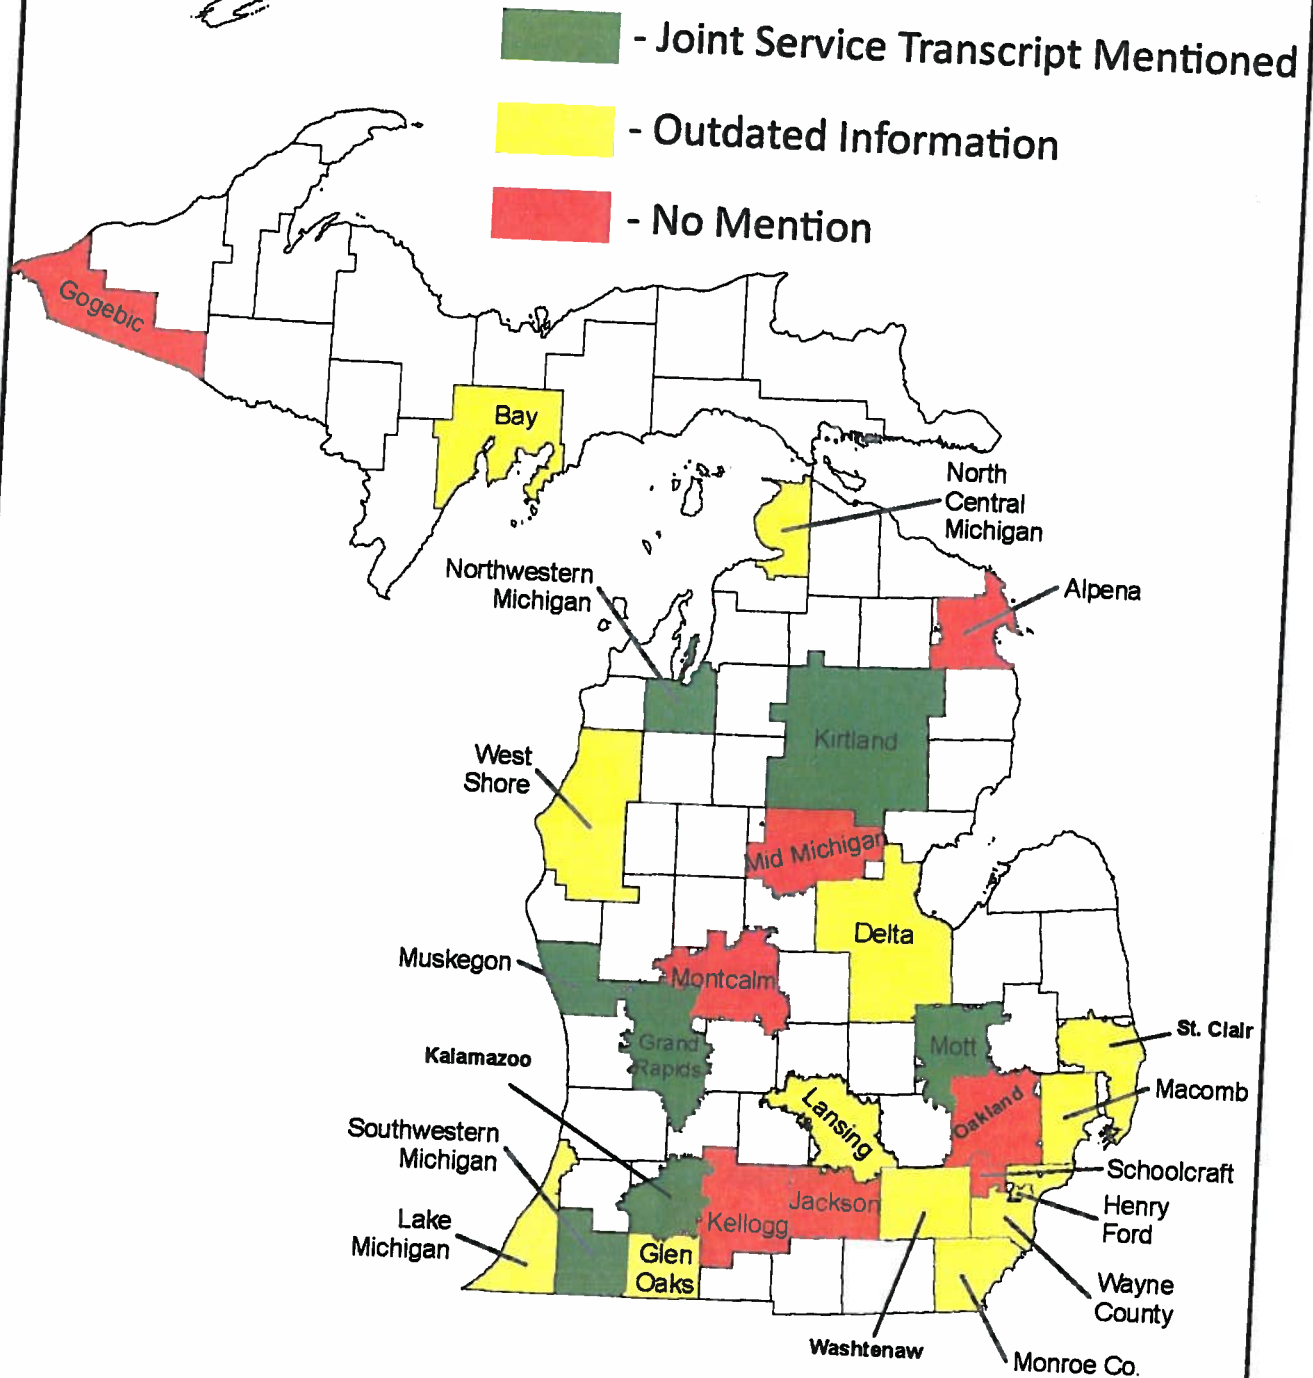 - Joint Service Transcript Mentioned
- Outdated Information
- No Mention
Gogebic
Bay
North
Central
Michigan
Northwestern
Michigan
Alpena
Kirtland
West
Shore
Mid Michigan
Delta
Muskegon
Montcalm
St. Clair
Grand
Rapids
Mott
Kalamazoo
Macomb
Lansing
Oakland
Southwestern
Michigan
Schoolcraft
Jackson
Henry
Ford
Kellogg
Lake
Michigan
Glen
Oaks
Wayne
County
Washtenaw
Monroe Co.